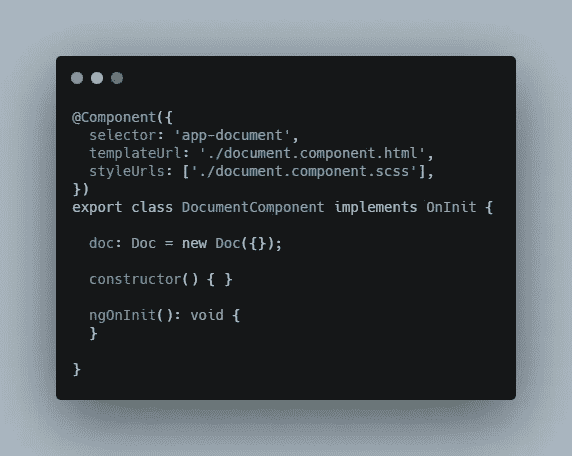 @Component({
  selector: 'app-document',
  templateUrl: './document.component.html',
  styleUrls: ['./document.component.scss'],
})
export class DocumentComponent implements OnInit {

  doc: Doc = new Doc({});

  constructor() { }

  ngOnInit(): void {
  }

}